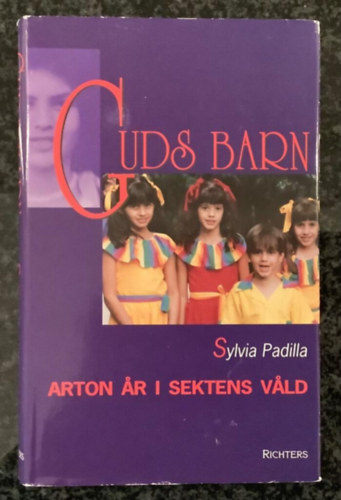 GUDS BARN
Sylvia Padilla
ARTON ÅR I SEKTENS VÅLD
RICHTERS